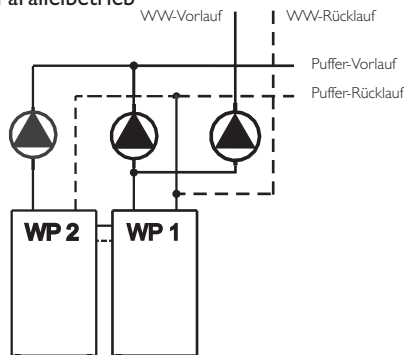 WW-Vorlauf WW-Rücklauf
Puffer-Vorlauf
Puffer-Rücklauf
WP 2 WP 1